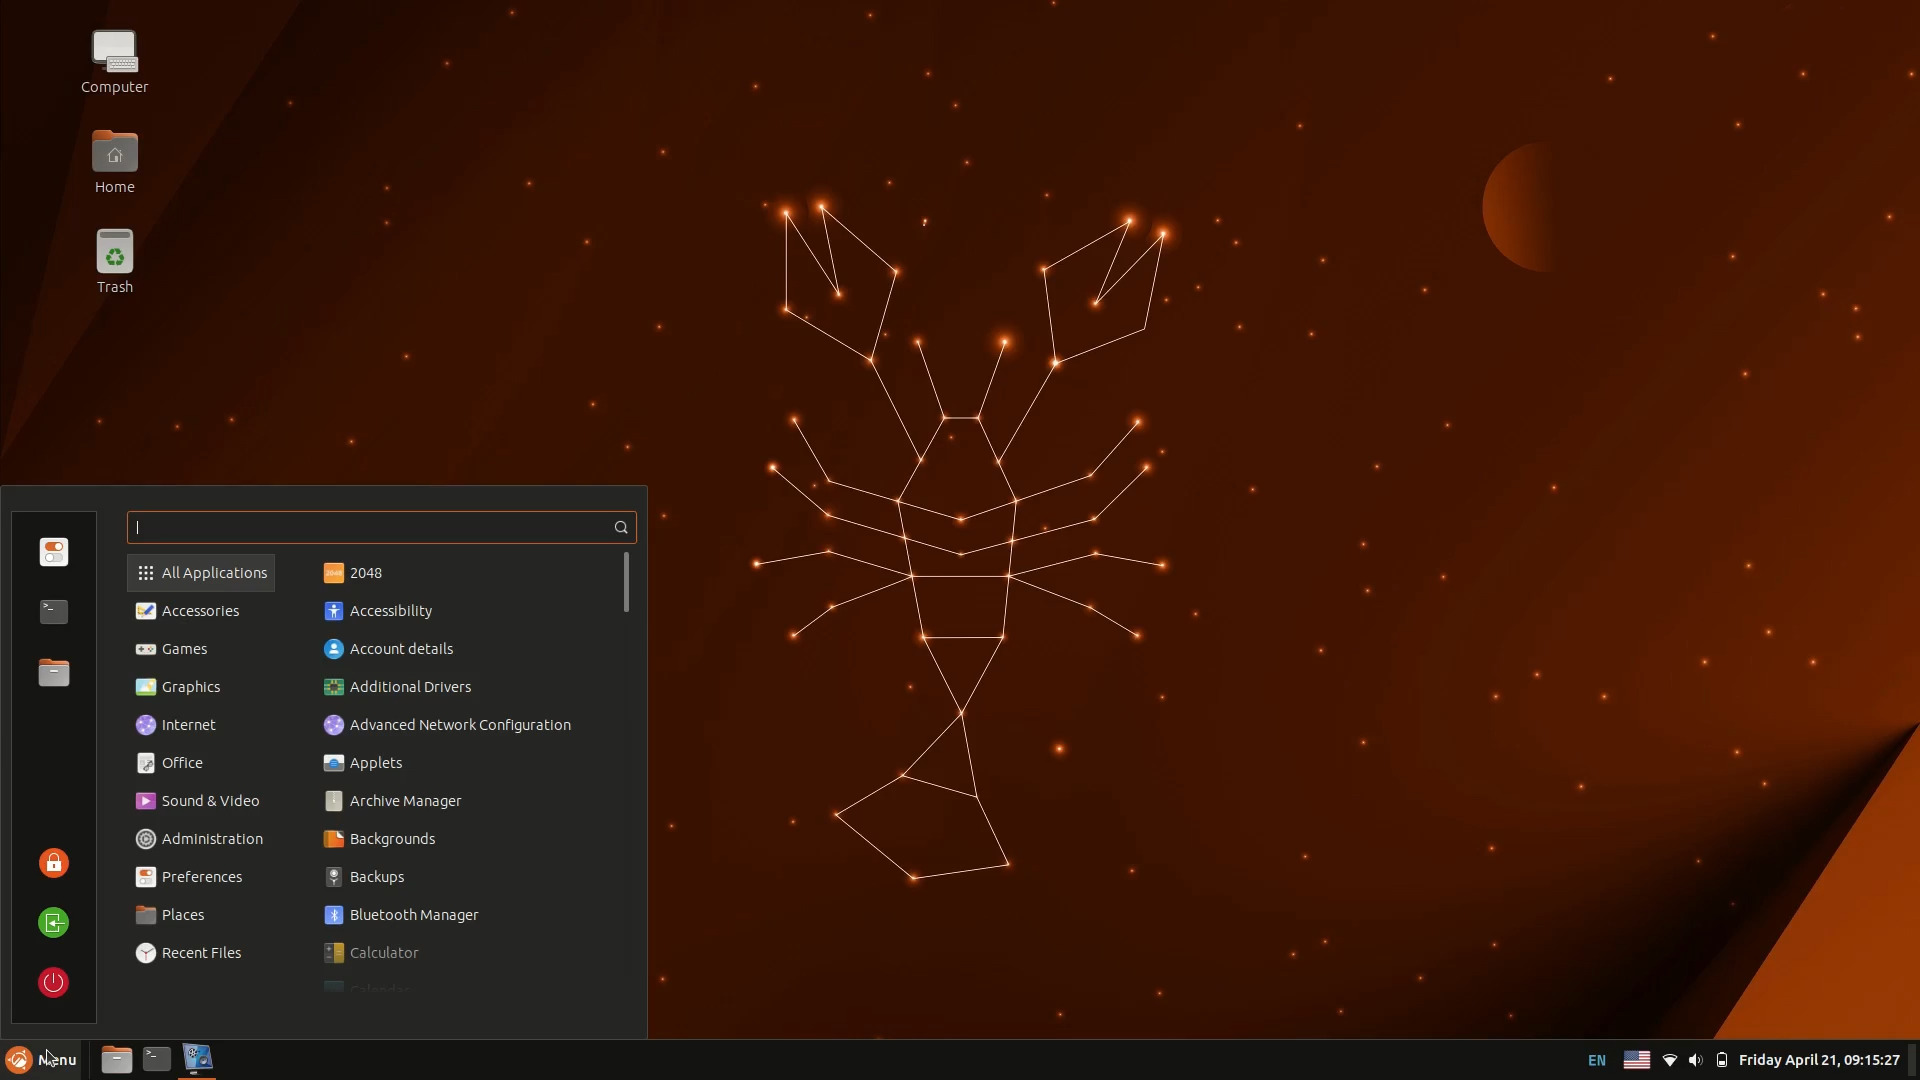 Computer
Home
Trash
All Applications
Accessories
Games
Graphics
Internet
Office
Sound & Video
Administration
Preferences
Places
Recent Files
2048
Accessibility
Account details
Additional Drivers
Advanced Network Configuration
Applets
Archive Manager
Backgrounds
Backups
Bluetooth Manager
Calculator
Calendar
Menu
EN
Friday April 21, 09:15:27